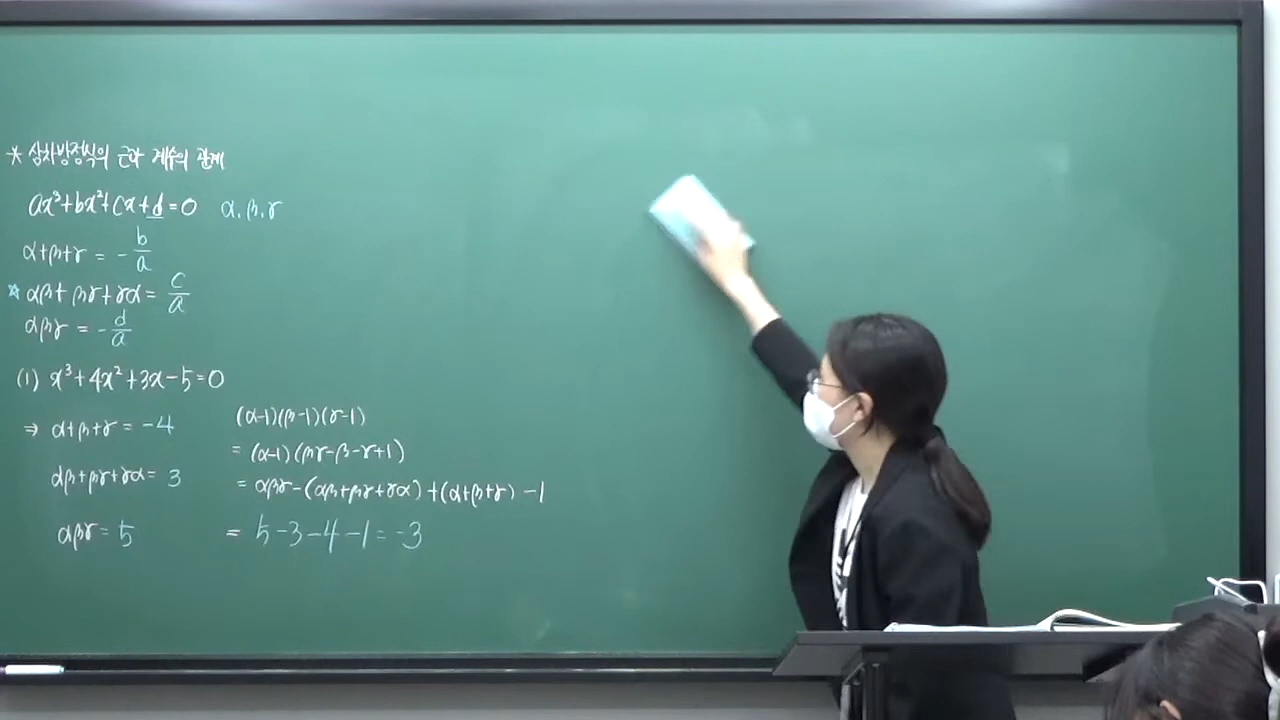 * 삼차방정식의 근과 계수의 관계
ax³+bx²+cx+d=0 α.β.γ
α+β+γ = -b/a
☆ αβ+βγ+γα = c/a
αβγ = -d/a
(1) x³+4x²+3x-5=0
⇒ α+β+γ = -4
αβ+βγ+γα = 3
αβγ = 5
(α-1)(β-1)(γ-1)
= (α-1)(βγ-β-γ+1)
= αβγ-(αβ+βγ+γα)+(α+β+γ)-1
= 5-3-4-1=-3